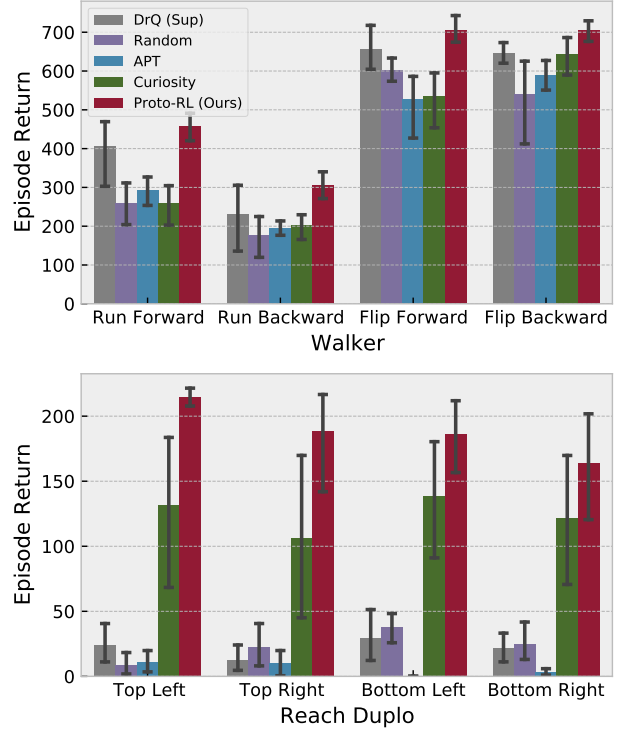 DrQ (Sup)
Random
APT
Curiosity
Proto-RL (Ours)
Episode Return
700
600
500
400
300
200
100
0
Run Forward Run Backward Flip Forward Flip Backward
Walker
Episode Return
200
150
100
50
0
Top Left Top Right Bottom Left Bottom Right
Reach Duplo